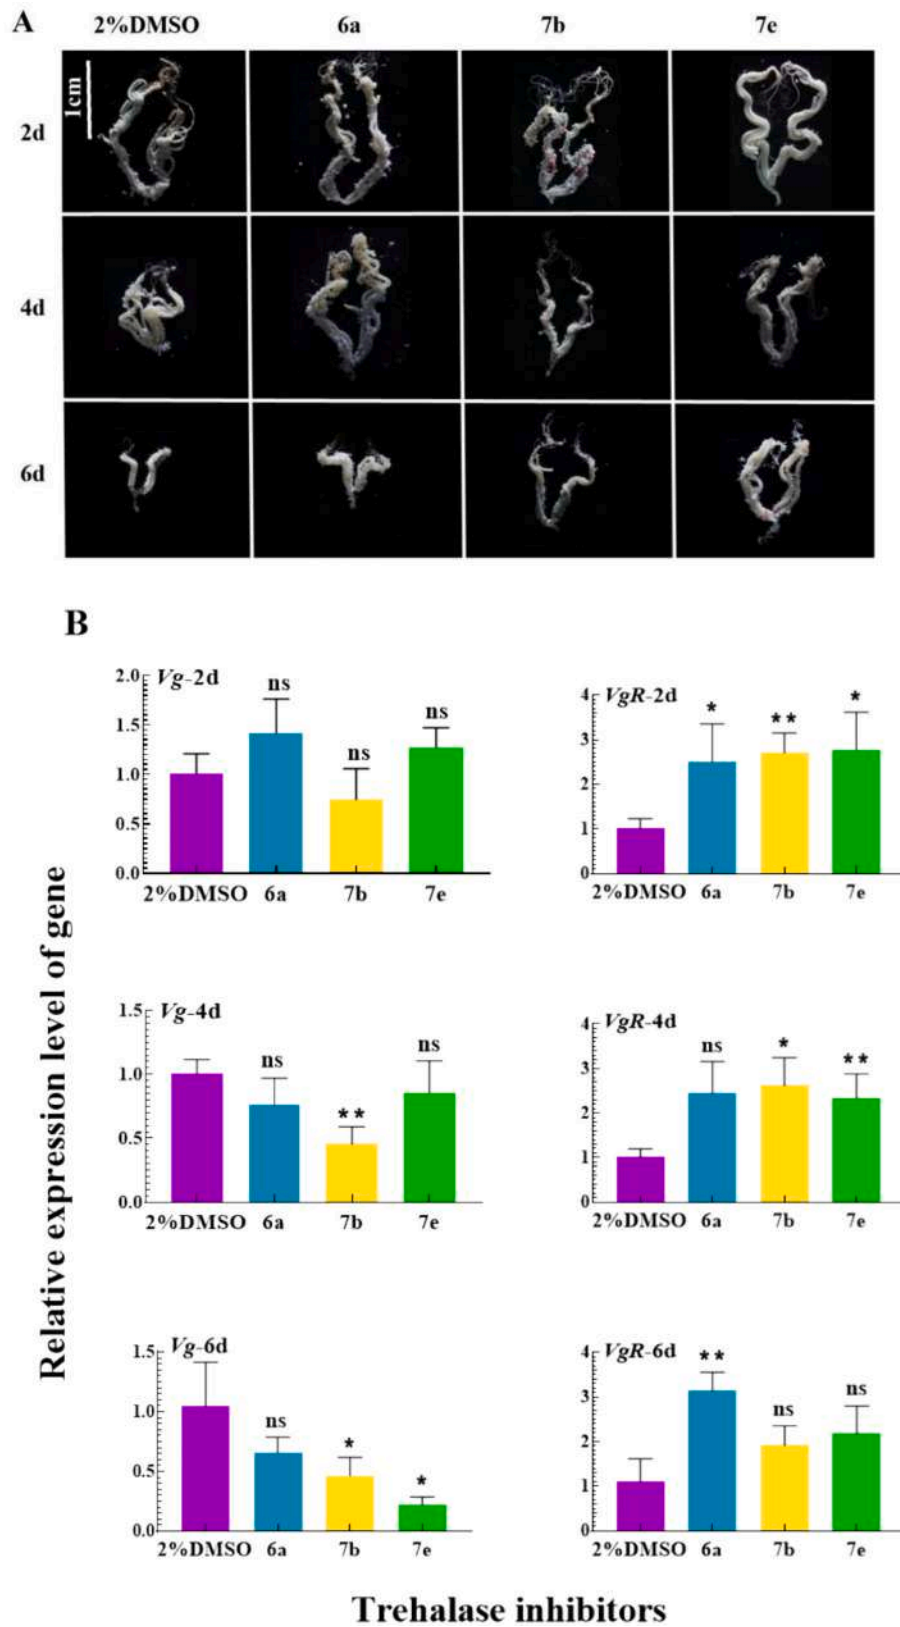 A
2%DMSO 6a 7b 7e
1cm
2d
4d
6d
B
Relative expression level of gene
Vg-2d
2.0
1.5
1.0
0.5
0.0
ns
ns
ns
2%DMSO 6a 7b 7e
VgR-2d
4
3
2
1
0
*
**
*
2%DMSO 6a 7b 7e
Vg-4d
1.5
1.0
0.5
0.0
ns
**
ns
2%DMSO 6a 7b 7e
VgR-4d
4
3
2
1
0
ns
*
**
2%DMSO 6a 7b 7e
Vg-6d
1.5
1.0
0.5
0.0
ns
*
*
2%DMSO 6a 7b 7e
VgR-6d
4
3
2
1
0
**
ns
ns
2%DMSO 6a 7b 7e
Trehalase inhibitors